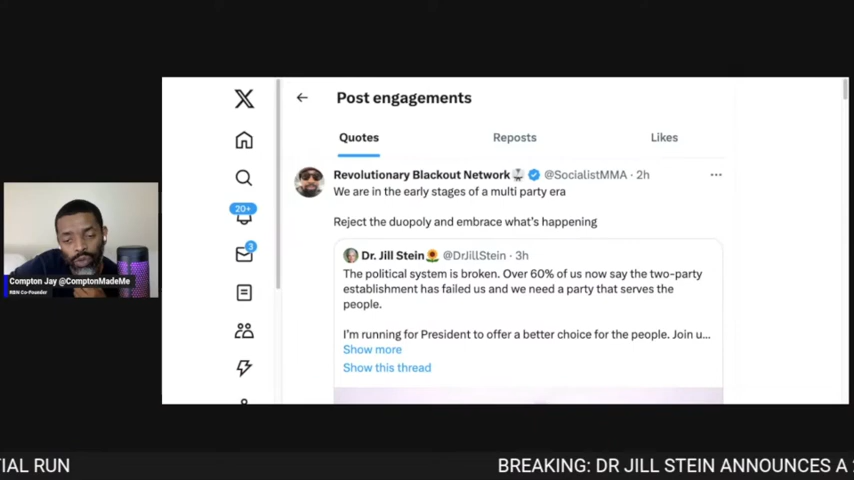 Post engagements
Quotes
Reposts
Likes
Revolutionary Blackout Network @SocialistMMA · 2h
We are in the early stages of a multi party era
Reject the duopoly and embrace what's happening
20+
3
Dr. Jill Stein @DrJillStein · 3h
The political system is broken. Over 60% of us now say the two-party
establishment has failed us and we need a party that serves the
people.
I'm running for President to offer a better choice for the people. Join u...
Show more
Show this thread
Compton Jay @ComptonMadeMe
RBN Co-Founder
TIAL RUN
BREAKING: DR JILL STEIN ANNOUNCES A